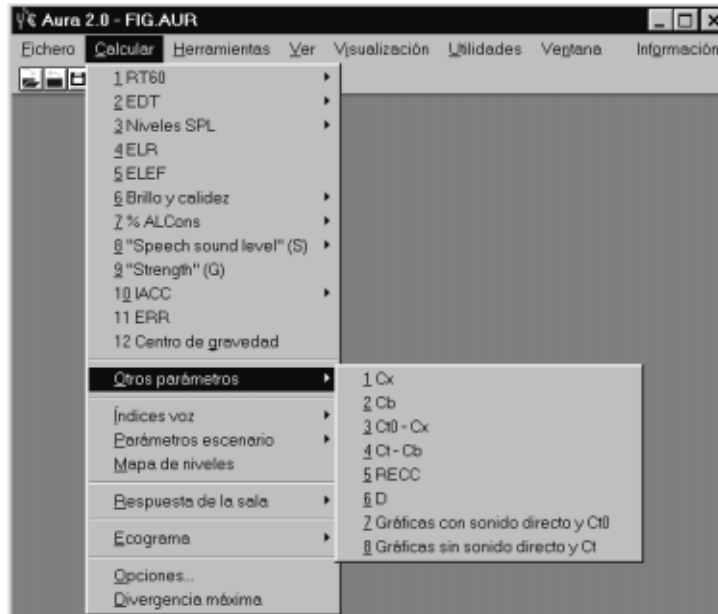 Aura 2.0 - FIG.AUR
Fichero Calcular Herramientas Ver Visualización Utilidades Ventana Información
1 RT60
2 EDT
3 Niveles SPL
4 ELR
5 ELEF
6 Brillo y calidez
7 % ALCons
8 "Speech sound level" (S)
9 "Strength" (G)
10 IACC
11 ERR
12 Centro de gravedad
Otros parámetros
1 Cx
2 Cb
3 Ct0 - Cx
4 Ct - Cb
5 RECC
6 D
7 Gráficas con sonido directo y Ct0
8 Gráficas sin sonido directo y Ct
Índices voz
Parámetros escenario
Mapa de niveles
Respuesta de la sala
Ecograma
Opciones...
Divergencia máxima